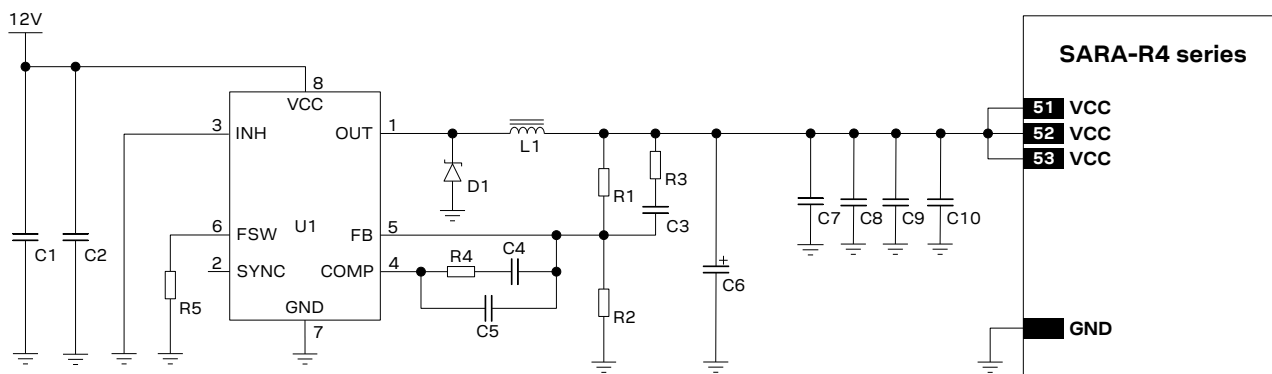 12V
SARA-R4 series
8
VCC
51 VCC
3 INH
OUT 1
52 VCC
L1
53 VCC
D1
R1
R3
C3
C7
C8
C9
C10
6 FSW
U1
FB 5
C1
C2
2 SYNC
COMP 4
R4
C4
C6
R5
GND
7
C5
R2
+
GND